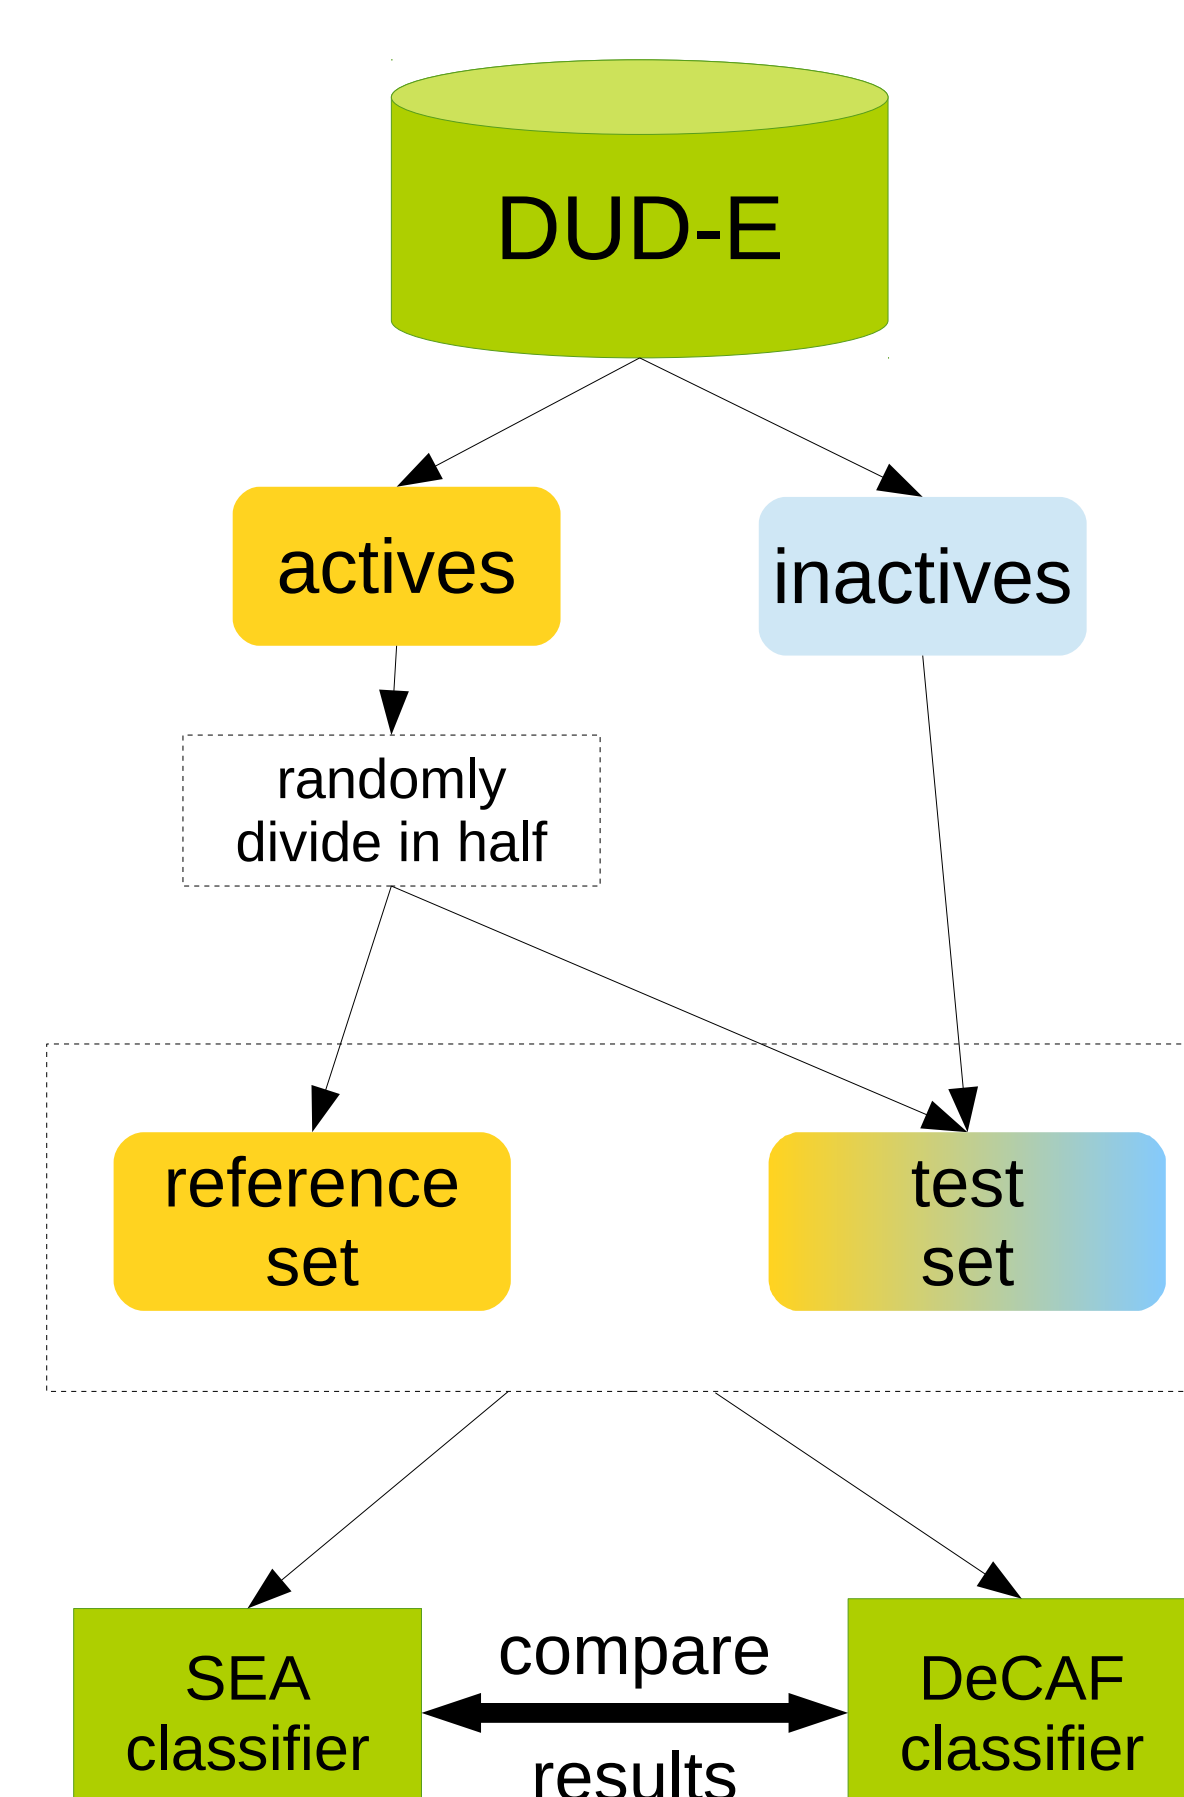 DUD-E
actives
inactives
randomly
divide in half
reference
set
test
set
SEA
classifier
compare
results
DeCAF
classifier